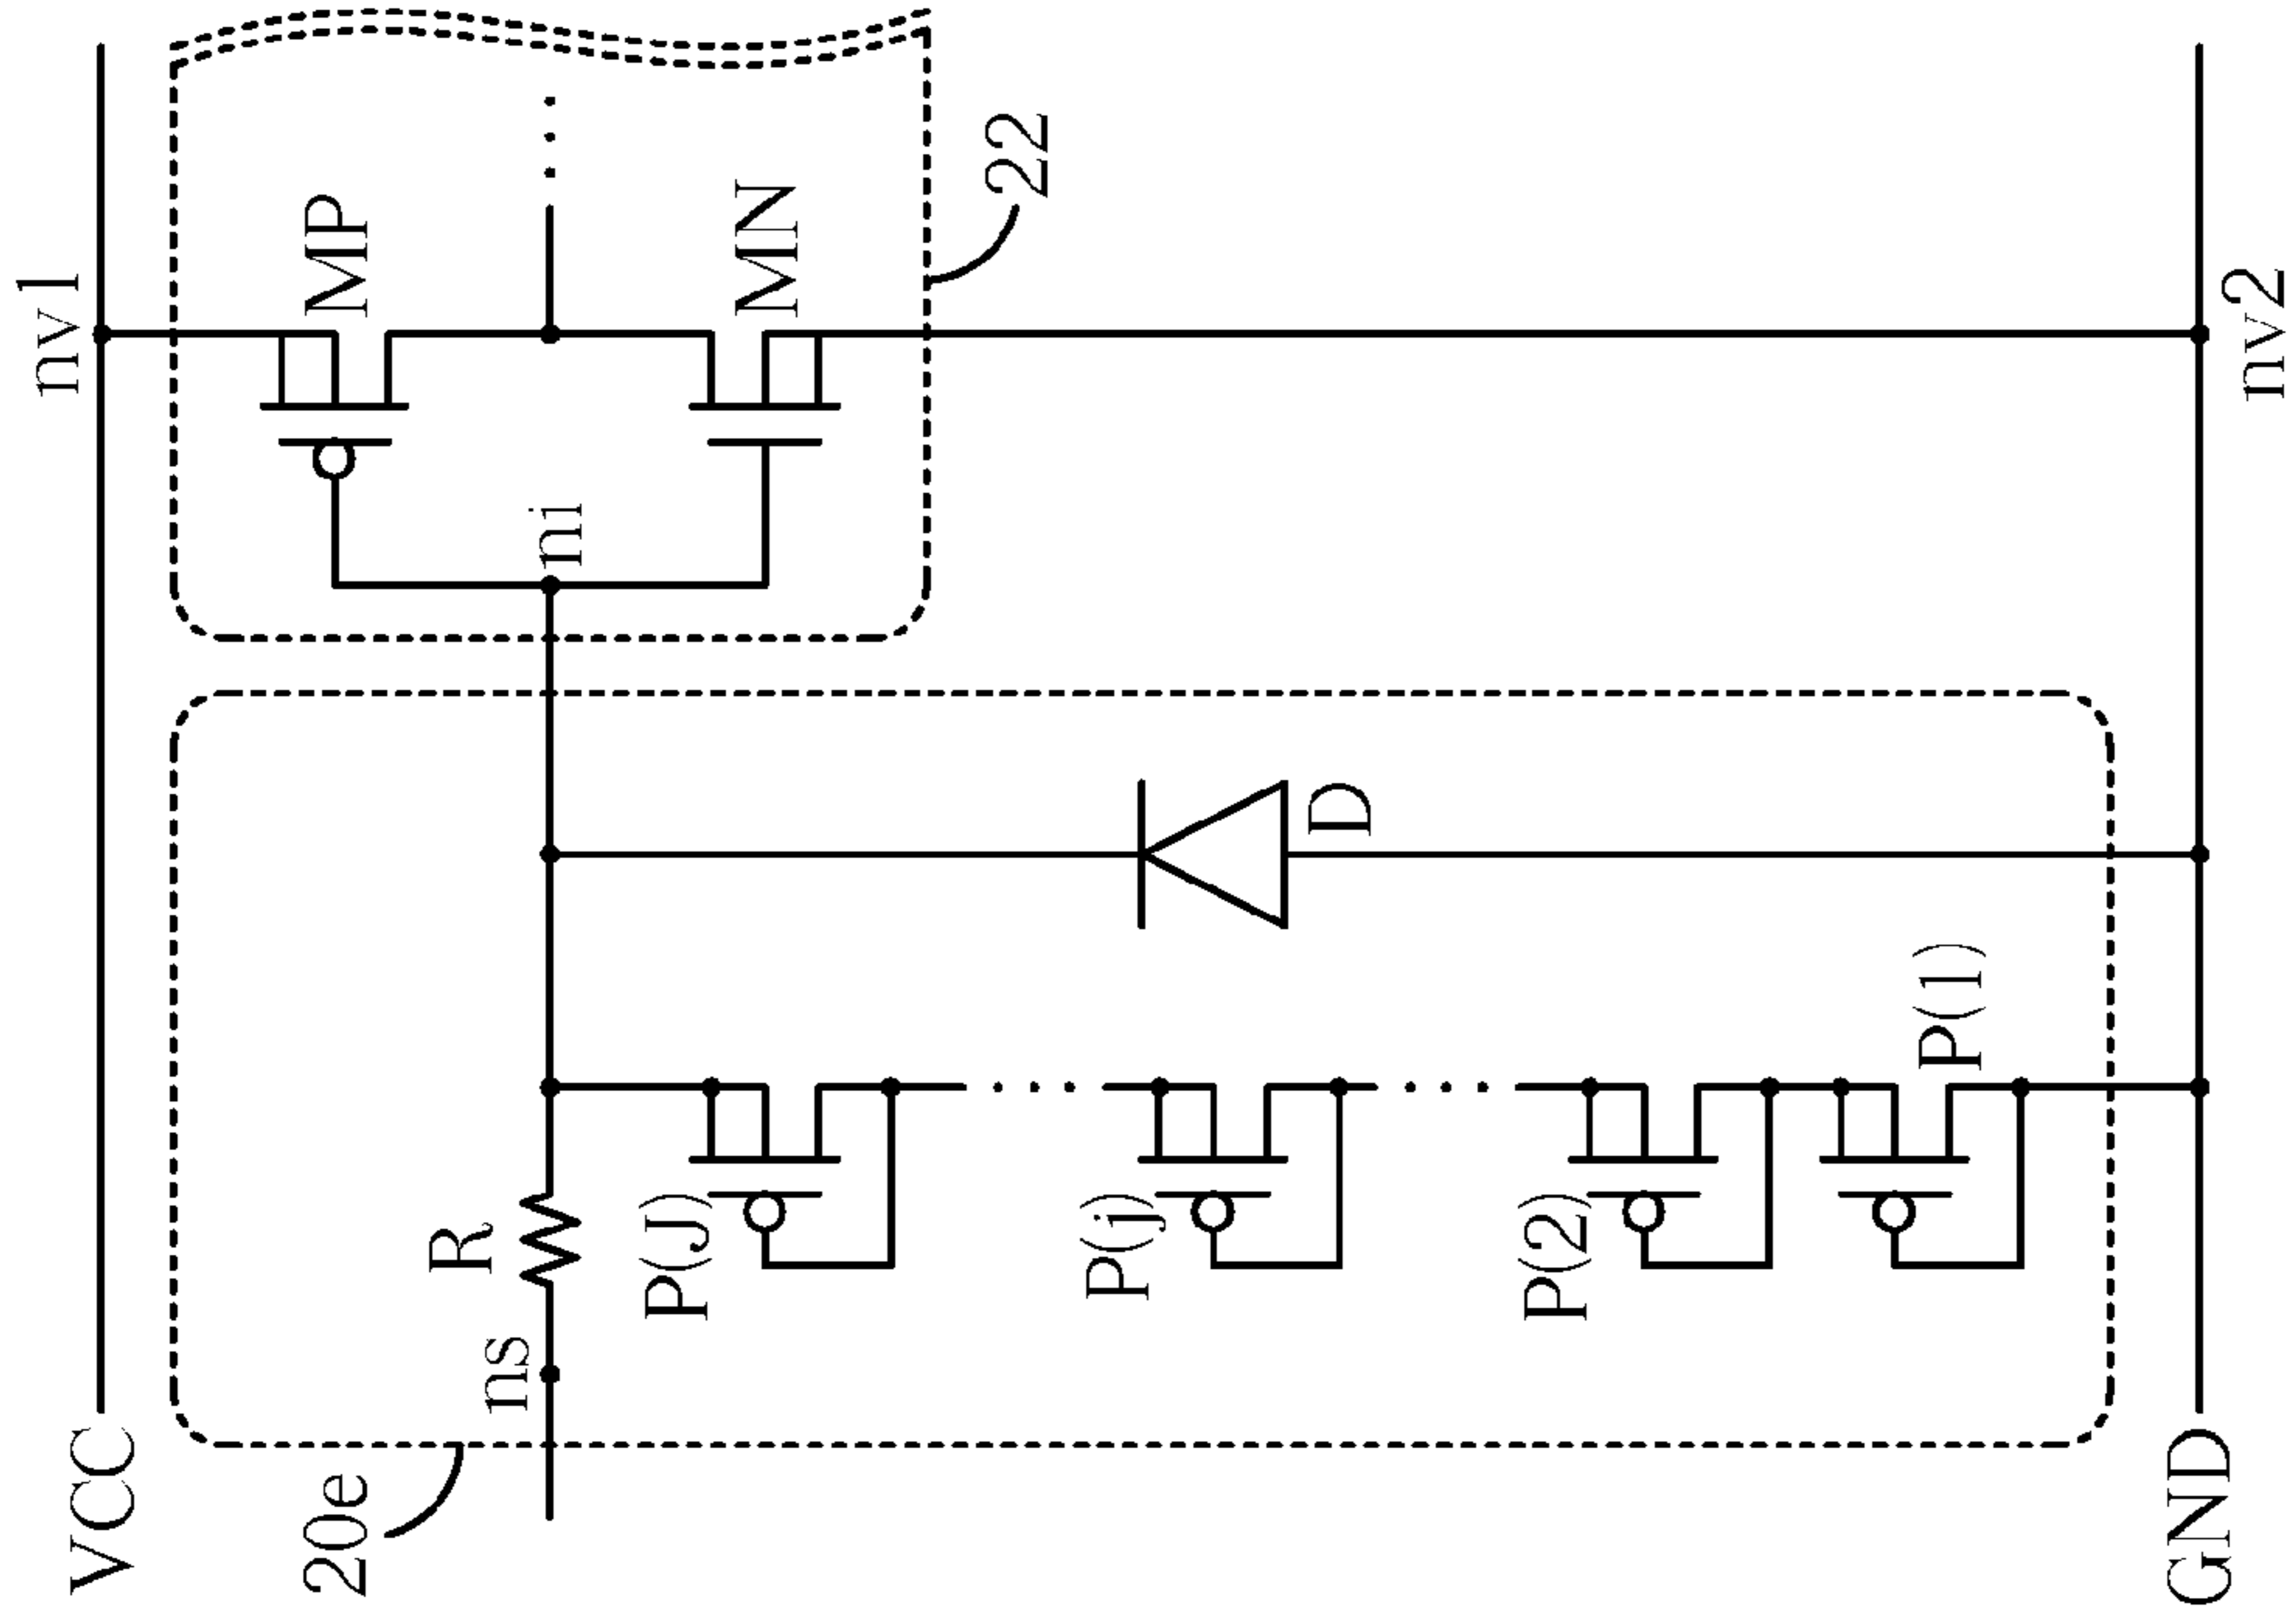 VCC
nv1
20e
ns
R
ni
MP
MN
22
P(J)
P(j)
P(2)
P(1)
D
GND
nv2